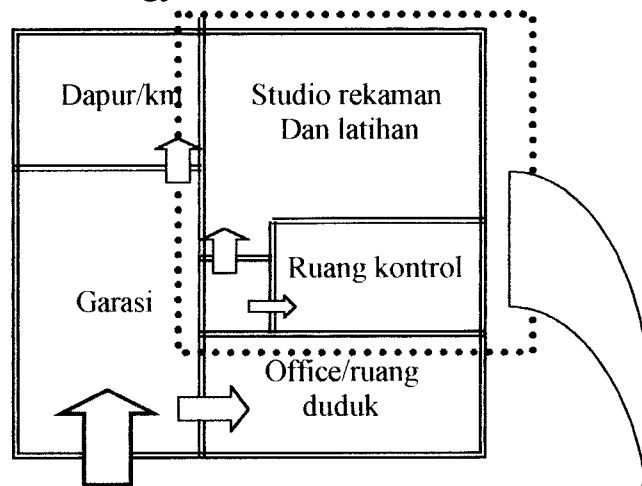 Dapur/km
Studio rekaman
Dan latihan
Ruang kontrol
Garasi
Office/ruang
duduk